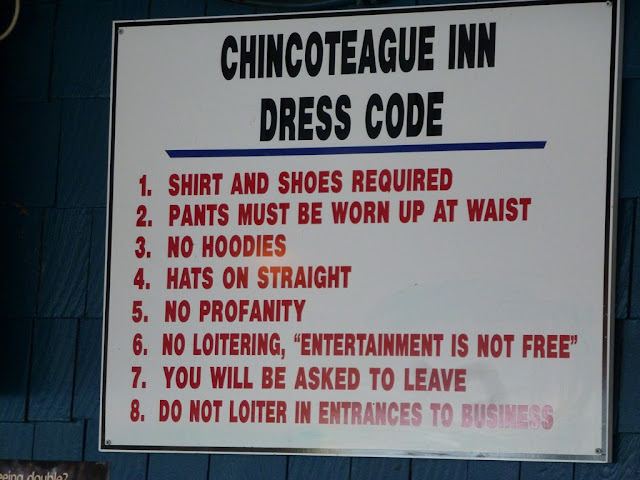 CHINCOTEAGUE INN
DRESS CODE
1. SHIRT AND SHOES REQUIRED
2. PANTS MUST BE WORN UP AT WAIST
3. NO HOODIES
4. HATS ON STRAIGHT
5. NO PROFANITY
6. NO LOITERING, "ENTERTAINMENT IS NOT FREE"
7. YOU WILL BE ASKED TO LEAVE
8. DO NOT LOITER IN ENTRANCES TO BUSINESS
double?